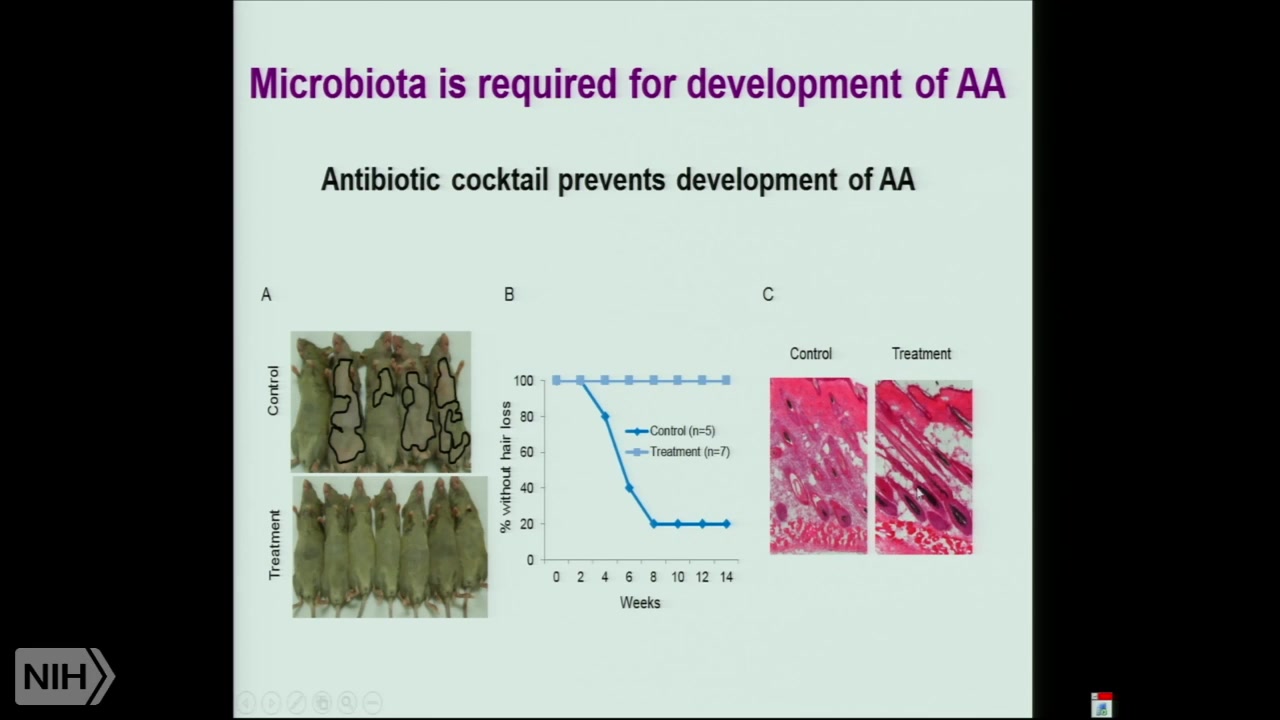 Microbiota is required for development of AA
Antibiotic cocktail prevents development of AA
A
Control
Treatment
B
% without hair loss
100
80
60
40
20
0
0 2 4 6 8 10 12 14
Weeks
Control (n=5)
Treatment (n=7)
C
Control
Treatment
NIH